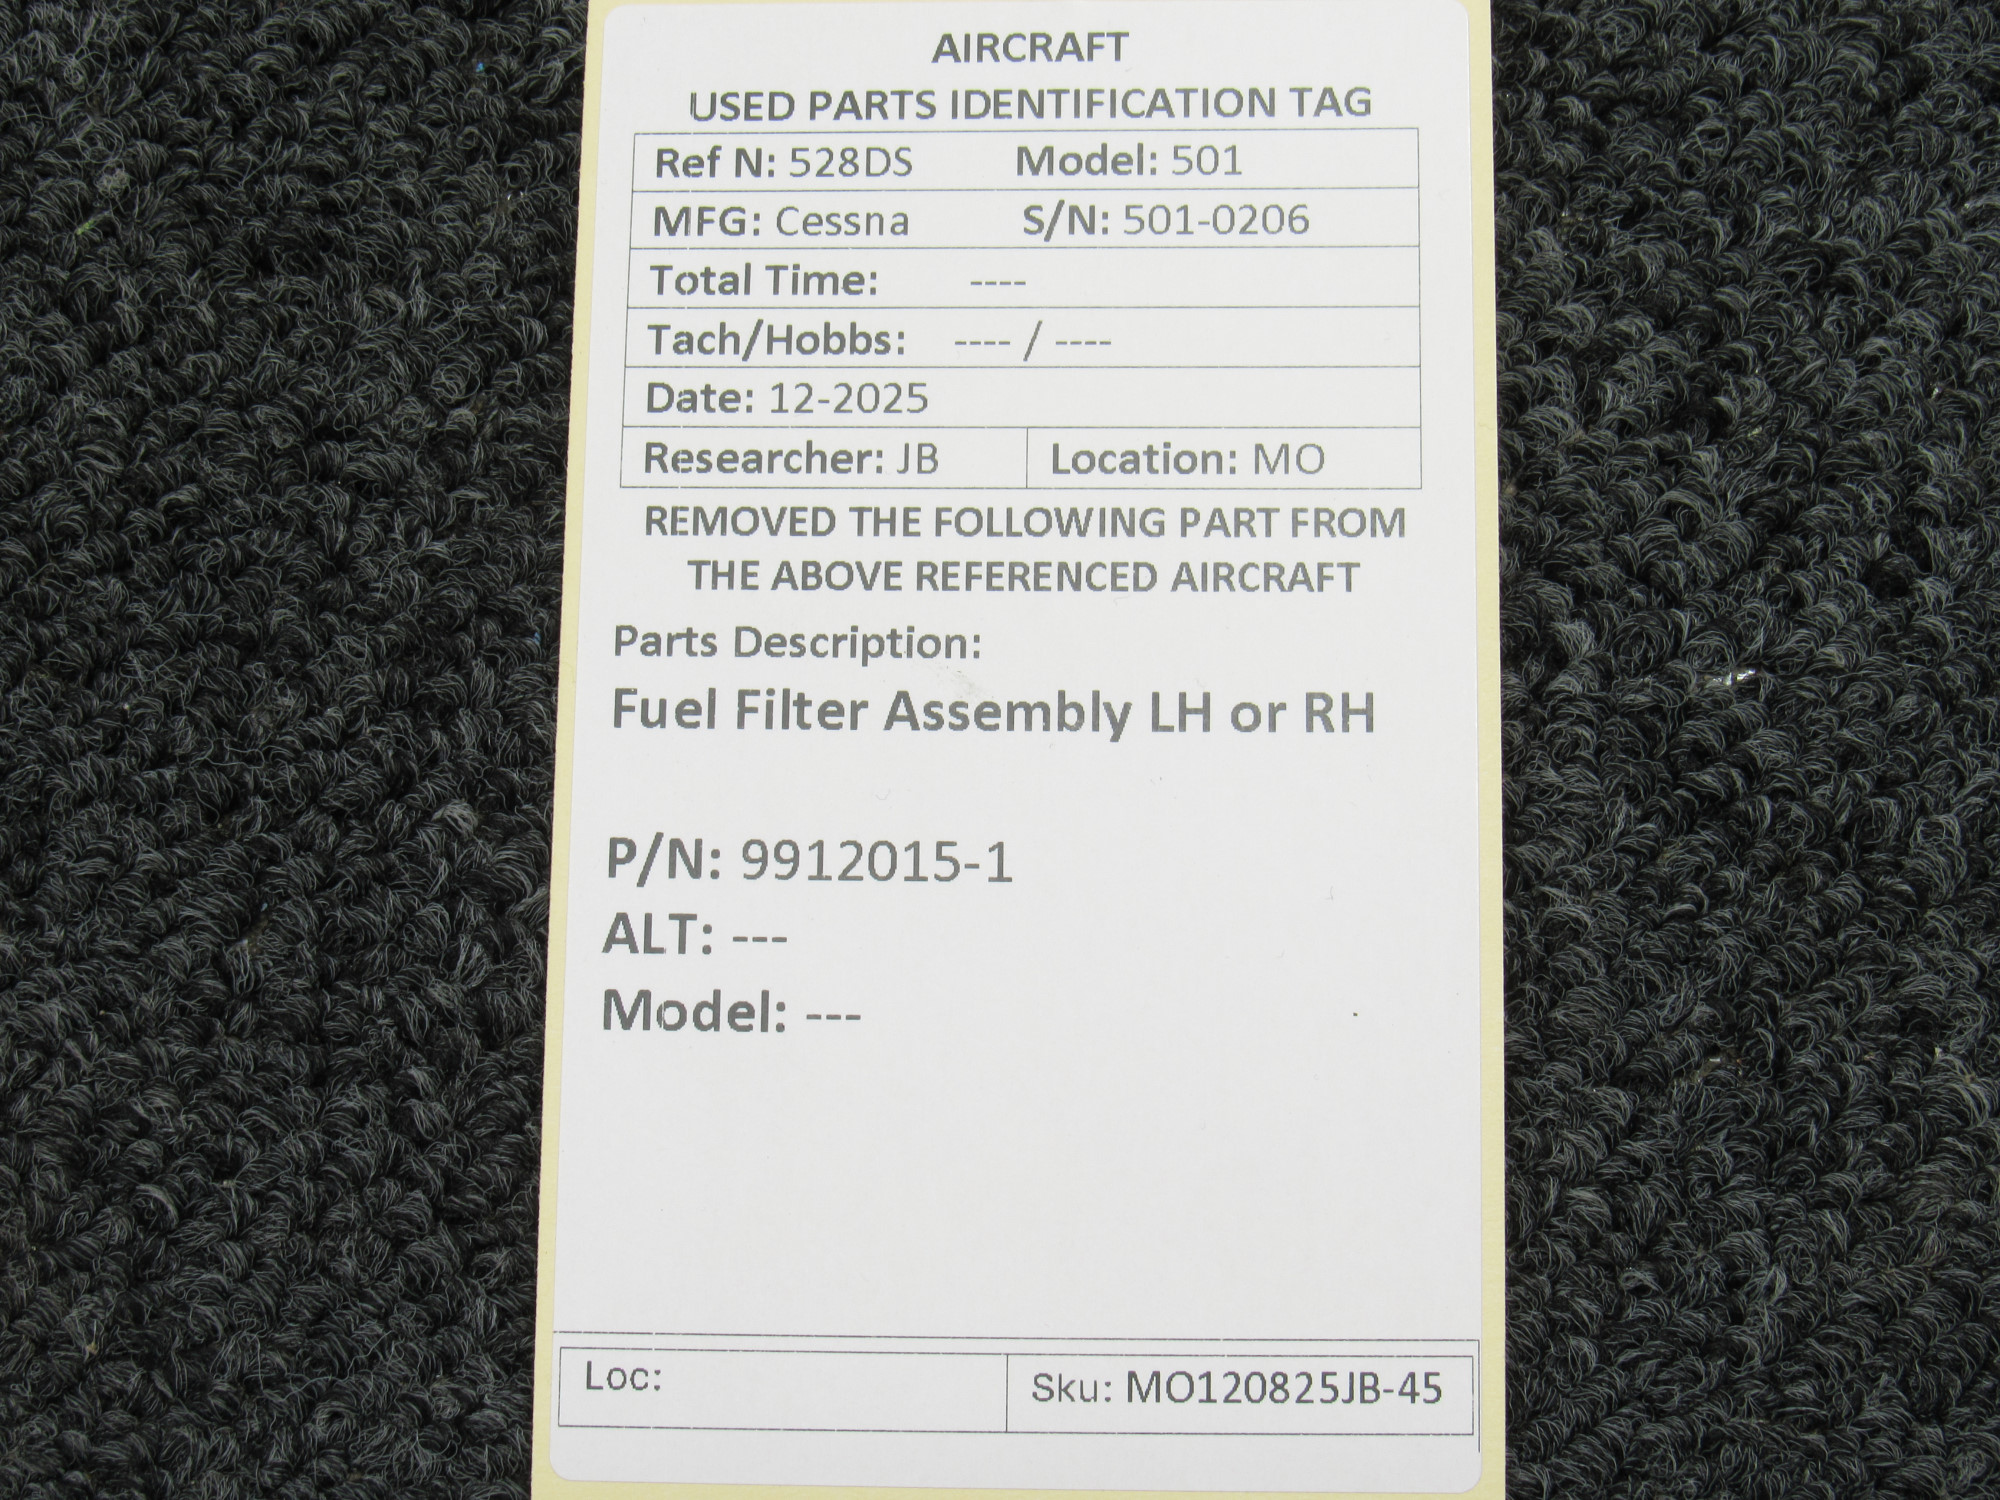 AIRCRAFT
USED PARTS IDENTIFICATION TAG
Ref N: 528DS Model: 501
MFG: Cessna S/N: 501-0206
Total Time: ----
Tach/Hobbs: ---- / ----
Date: 12-2025
Researcher: JB Location: MO
REMOVED THE FOLLOWING PART FROM
THE ABOVE REFERENCED AIRCRAFT
Parts Description:
Fuel Filter Assembly LH or RH
P/N: 9912015-1
ALT: ---
Model: ---
Loc: Sku: MO120825JB-45